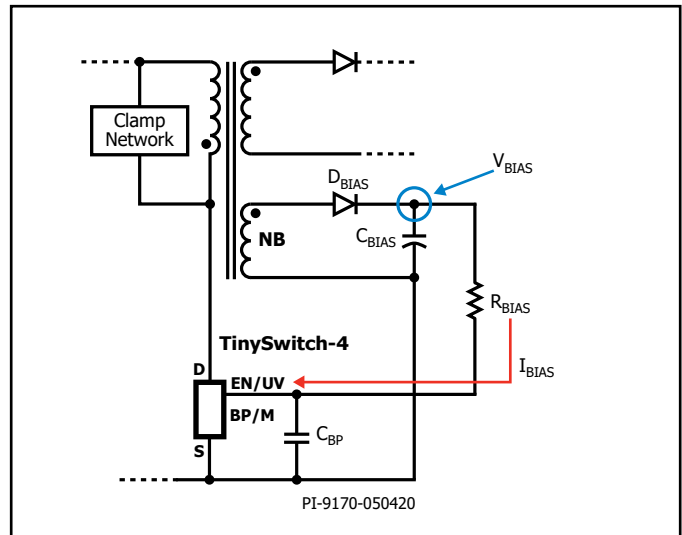 Clamp
Network
V_BIAS
D_BIAS
C_BIAS
NB
R_BIAS
TinySwitch-4
I_BIAS
D
EN/UV
BP/M
C_BP
S
PI-9170-050420